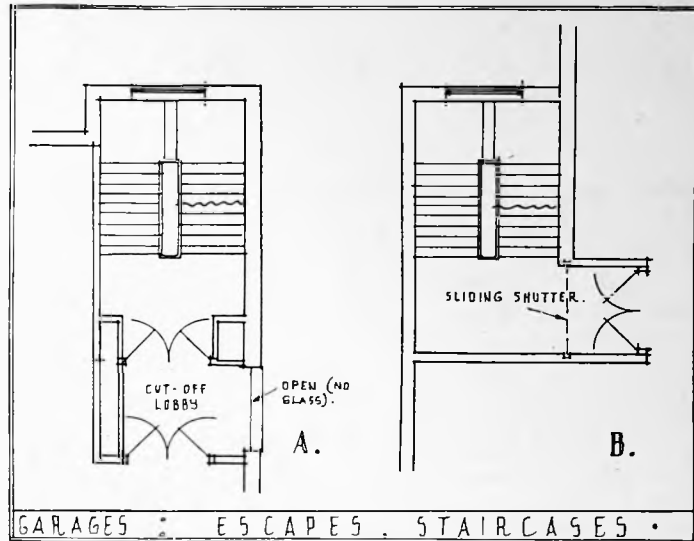 CUT-OFF
LOBBY
OPEN (NO
GLASS).
A.
SLIDING SHUTTER.
B.
GARAGES : ESCAPES. STAIRCASES.